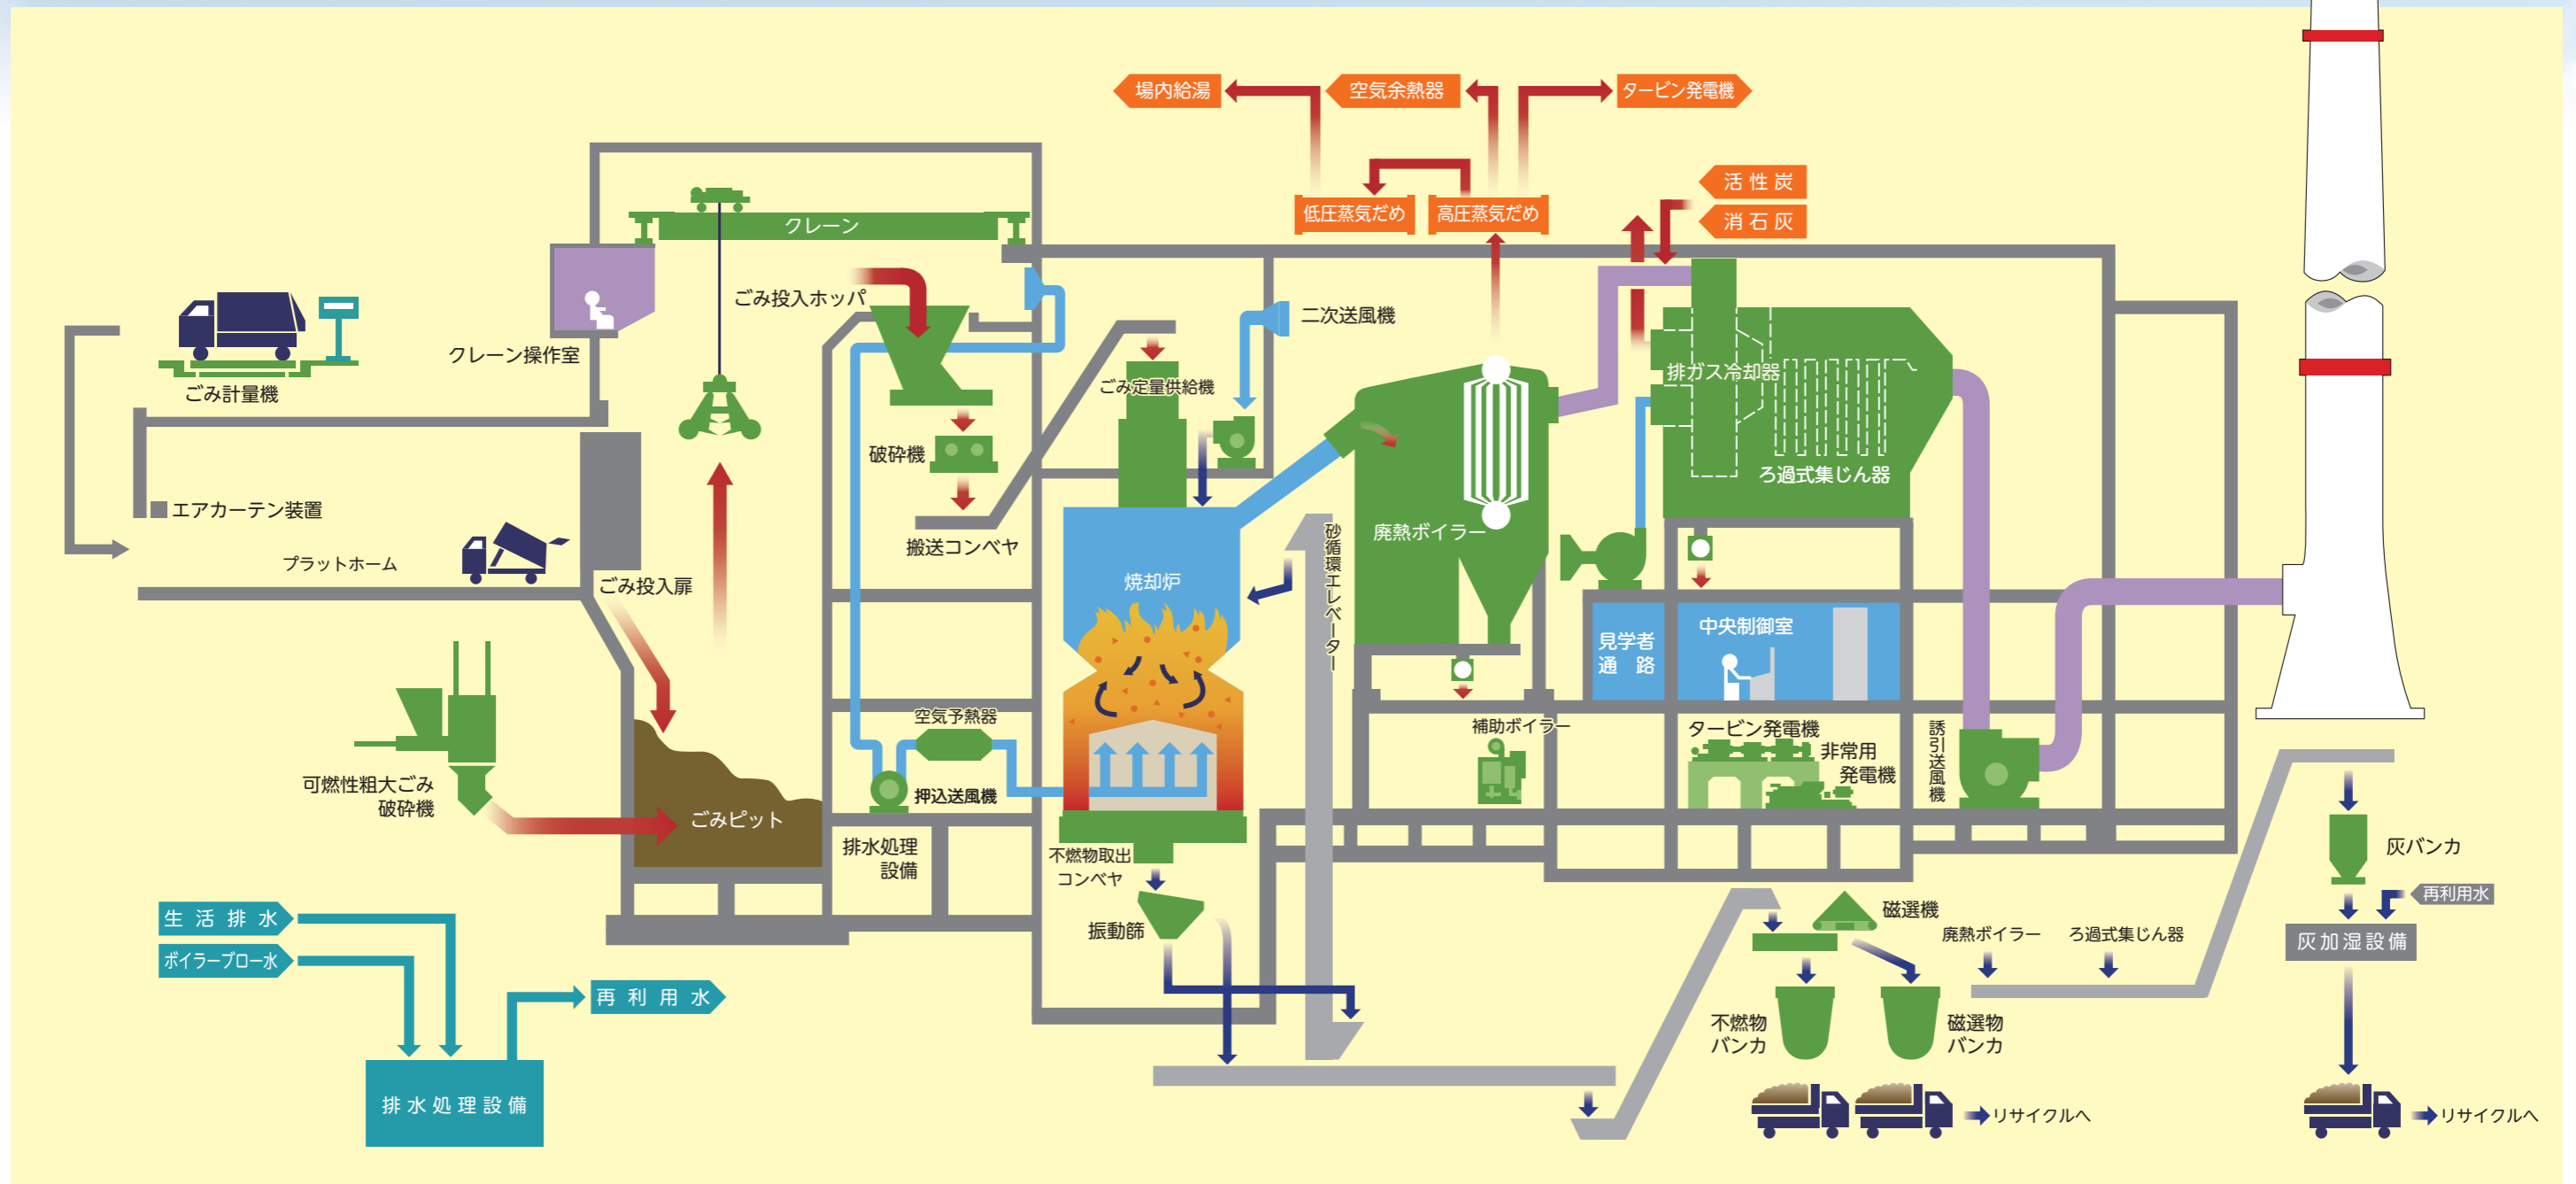 場内給湯
空気余熱器
タービン発電機
低圧蒸気だめ
高圧蒸気だめ
活性炭
消石灰
クレーン
クレーン操作室
ごみ計量機
ごみ投入ホッパ
二次送風機
ごみ定量供給機
破砕機
搬送コンベヤ
エアカーテン装置
プラットホーム
ごみ投入扉
焼却炉
砂循環エレベーター
廃熱ボイラー
排ガス冷却器
ろ過式集じん器
見学者
通 路
中央制御室
可燃性粗大ごみ
破砕機
ごみピット
空気予熱器
押込送風機
排水処理
設備
補助ボイラー
タービン発電機
非常用
発電機
誘引送風機
不燃物取出
コンベヤ
振動篩
磁選機
不燃物
バンカ
磁選物
バンカ
廃熱ボイラー
ろ過式集じん器
灰バンカ
再利用水
灰加湿設備
リサイクルへ
リサイクルへ
生活排水
ボイラーブロー水
再利用水
排水処理設備